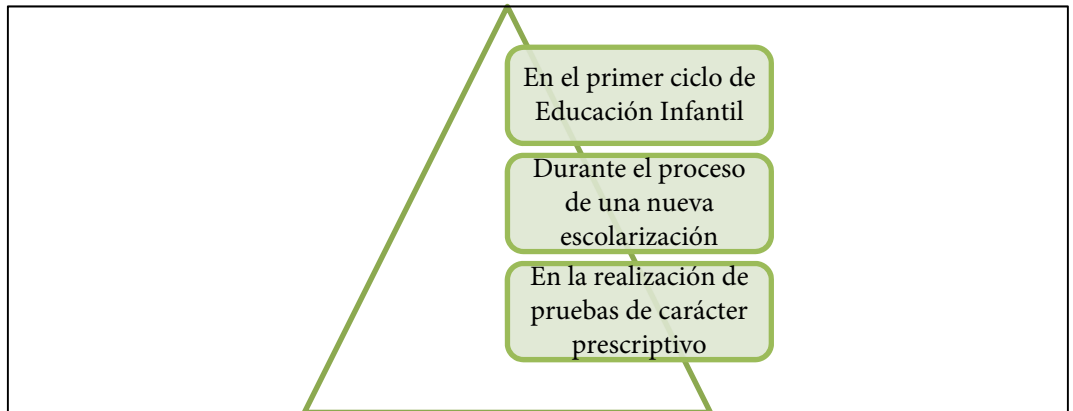 En el primer ciclo de
Educación Infantil
Durante el proceso
de una nueva
escolarización
En la realización de
pruebas de carácter
prescriptivo